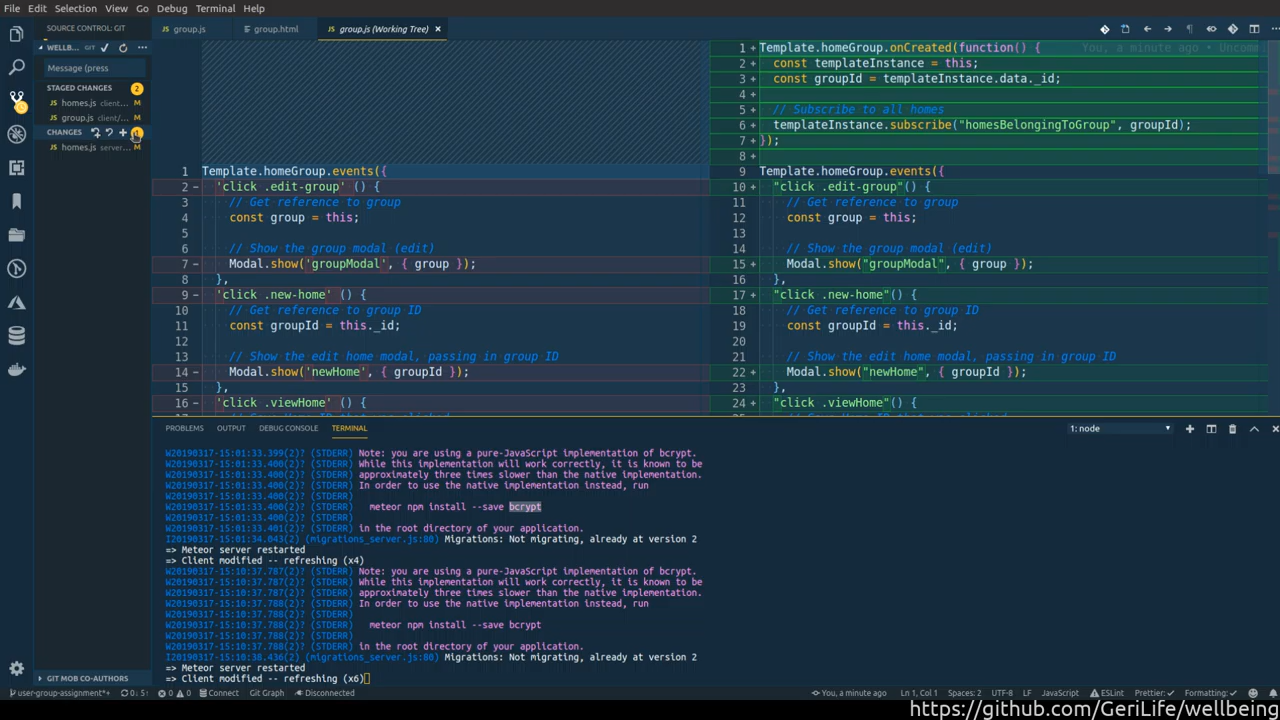 File Edit Selection View Go Debug Terminal Help
SOURCE CONTROL: GIT
group.js
group.html
group.js (Working Tree) ×
WELLB... GIT
Message (press
STAGED CHANGES 2
homes.js client... M
group.js client/... M
CHANGES
homes.js server... M
1 Template.homeGroup.events({
2 − 'click .edit-group' () {
3 // Get reference to group
4 const group = this;
5
6 // Show the group modal (edit)
7 − Modal.show('groupModal', { group });
8 },
9 − 'click .new-home' () {
10 // Get reference to group ID
11 const groupId = this._id;
12
13 // Show the edit home modal, passing in group ID
14 − Modal.show('newHome', { groupId });
15 },
16 − 'click .viewHome' () {
1 + Template.homeGroup.onCreated(function() { You, a minute ago • Uncomm
2 + const templateInstance = this;
3 + const groupId = templateInstance.data._id;
4 +
5 + // Subscribe to all homes
6 + templateInstance.subscribe("homesBelongingToGroup", groupId);
7 + });
8 +
9 Template.homeGroup.events({
10 + "click .edit-group"() {
11 // Get reference to group
12 const group = this;
13
14 // Show the group modal (edit)
15 + Modal.show("groupModal", { group });
16 },
17 + "click .new-home"() {
18 // Get reference to group ID
19 const groupId = this._id;
20
21 // Show the edit home modal, passing in group ID
22 + Modal.show("newHome", { groupId });
23 },
24 + "click .viewHome"() {
PROBLEMS OUTPUT DEBUG CONSOLE TERMINAL 1: node
W20190317-15:01:33.399(2)? (STDERR) Note: you are using a pure-JavaScript implementation of bcrypt.
W20190317-15:01:33.400(2)? (STDERR) While this implementation will work correctly, it is known to be
W20190317-15:01:33.400(2)? (STDERR) approximately three times slower than the native implementation.
W20190317-15:01:33.400(2)? (STDERR) In order to use the native implementation instead, run
W20190317-15:01:33.400(2)? (STDERR)
W20190317-15:01:33.400(2)? (STDERR) meteor npm install --save bcrypt
W20190317-15:01:33.400(2)? (STDERR)
W20190317-15:01:33.401(2)? (STDERR) in the root directory of your application.
I20190317-15:01:34.043(2) (migrations_server.js:80) Migrations: Not migrating, already at version 2
=> Meteor server restarted
=> Client modified -- refreshing (x4)
W20190317-15:10:37.787(2)? (STDERR) Note: you are using a pure-JavaScript implementation of bcrypt.
W20190317-15:10:37.787(2)? (STDERR) While this implementation will work correctly, it is known to be
W20190317-15:10:37.787(2)? (STDERR) approximately three times slower than the native implementation.
W20190317-15:10:37.788(2)? (STDERR) In order to use the native implementation instead, run
W20190317-15:10:37.788(2)? (STDERR)
W20190317-15:10:37.788(2)? (STDERR) meteor npm install --save bcrypt
W20190317-15:10:37.788(2)? (STDERR)
W20190317-15:10:37.788(2)? (STDERR) in the root directory of your application.
I20190317-15:10:38.436(2) (migrations_server.js:80) Migrations: Not migrating, already at version 2
=> Meteor server restarted
=> Client modified -- refreshing (x6)
GIT MOB CO-AUTHORS
user-group-assignment*+ 0↓ 5↑ 0 0 Connect Git Graph Disconnected You, a minute ago Ln 1, Col 1 Spaces: 2 UTF-8 LF JavaScript ESLint Prettier: ✓ Formatting: ✓
https://github.com/GeriLife/wellbeing